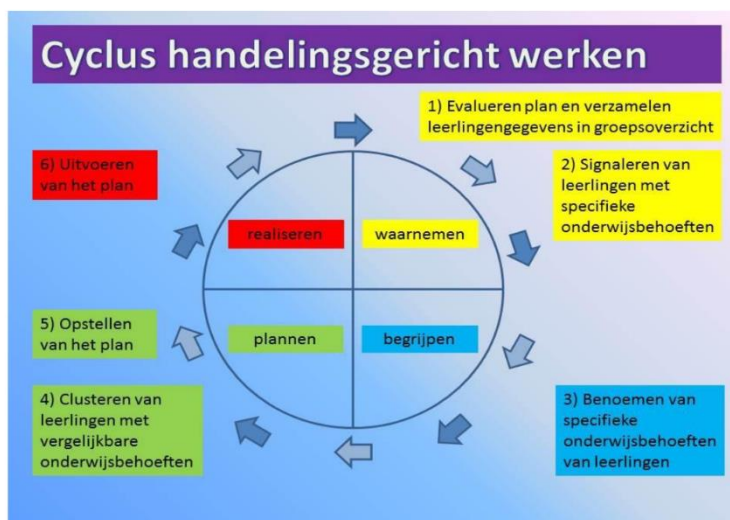 Cyclus handelingsgericht werken
1) Evalueren plan en verzamelen
leerlingengegevens in groepsoverzicht
6) Uitvoeren
van het plan
2) Signaleren van
leerlingen met
specifieke
onderwijsbehoeften
realiseren
waarnemen
5) Opstellen
van het plan
plannen
begrijpen
4) Clusteren van
leerlingen met
vergelijkbare
onderwijsbehoeften
3) Benoemen van
specifieke
onderwijsbehoeften
van leerlingen